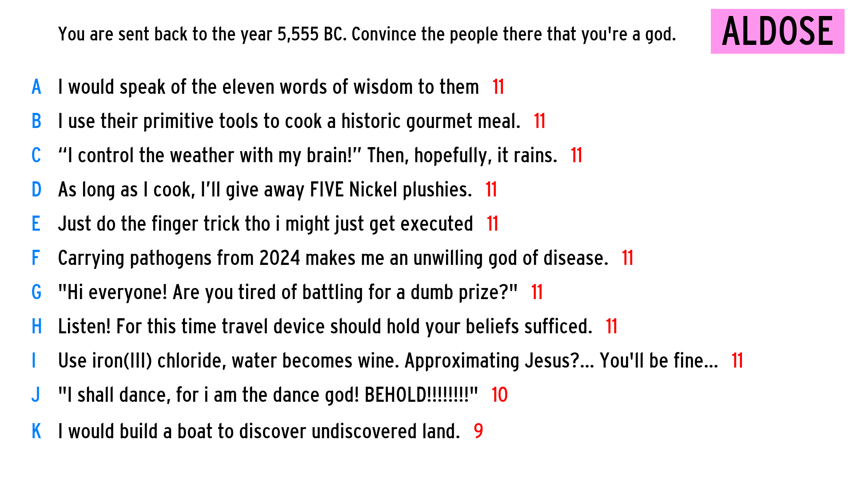 You are sent back to the year 5,555 BC. Convince the people there that you're a god.
ALDOSE
A I would speak of the eleven words of wisdom to them 11
B I use their primitive tools to cook a historic gourmet meal. 11
C “I control the weather with my brain!” Then, hopefully, it rains. 11
D As long as I cook, I’ll give away FIVE Nickel plushies. 11
E Just do the finger trick tho i might just get executed 11
F Carrying pathogens from 2024 makes me an unwilling god of disease. 11
G "Hi everyone! Are you tired of battling for a dumb prize?" 11
H Listen! For this time travel device should hold your beliefs sufficed. 11
I Use iron(III) chloride, water becomes wine. Approximating Jesus?... You'll be fine... 11
J "I shall dance, for i am the dance god! BEHOLD!!!!!!!!" 10
K I would build a boat to discover undiscovered land. 9